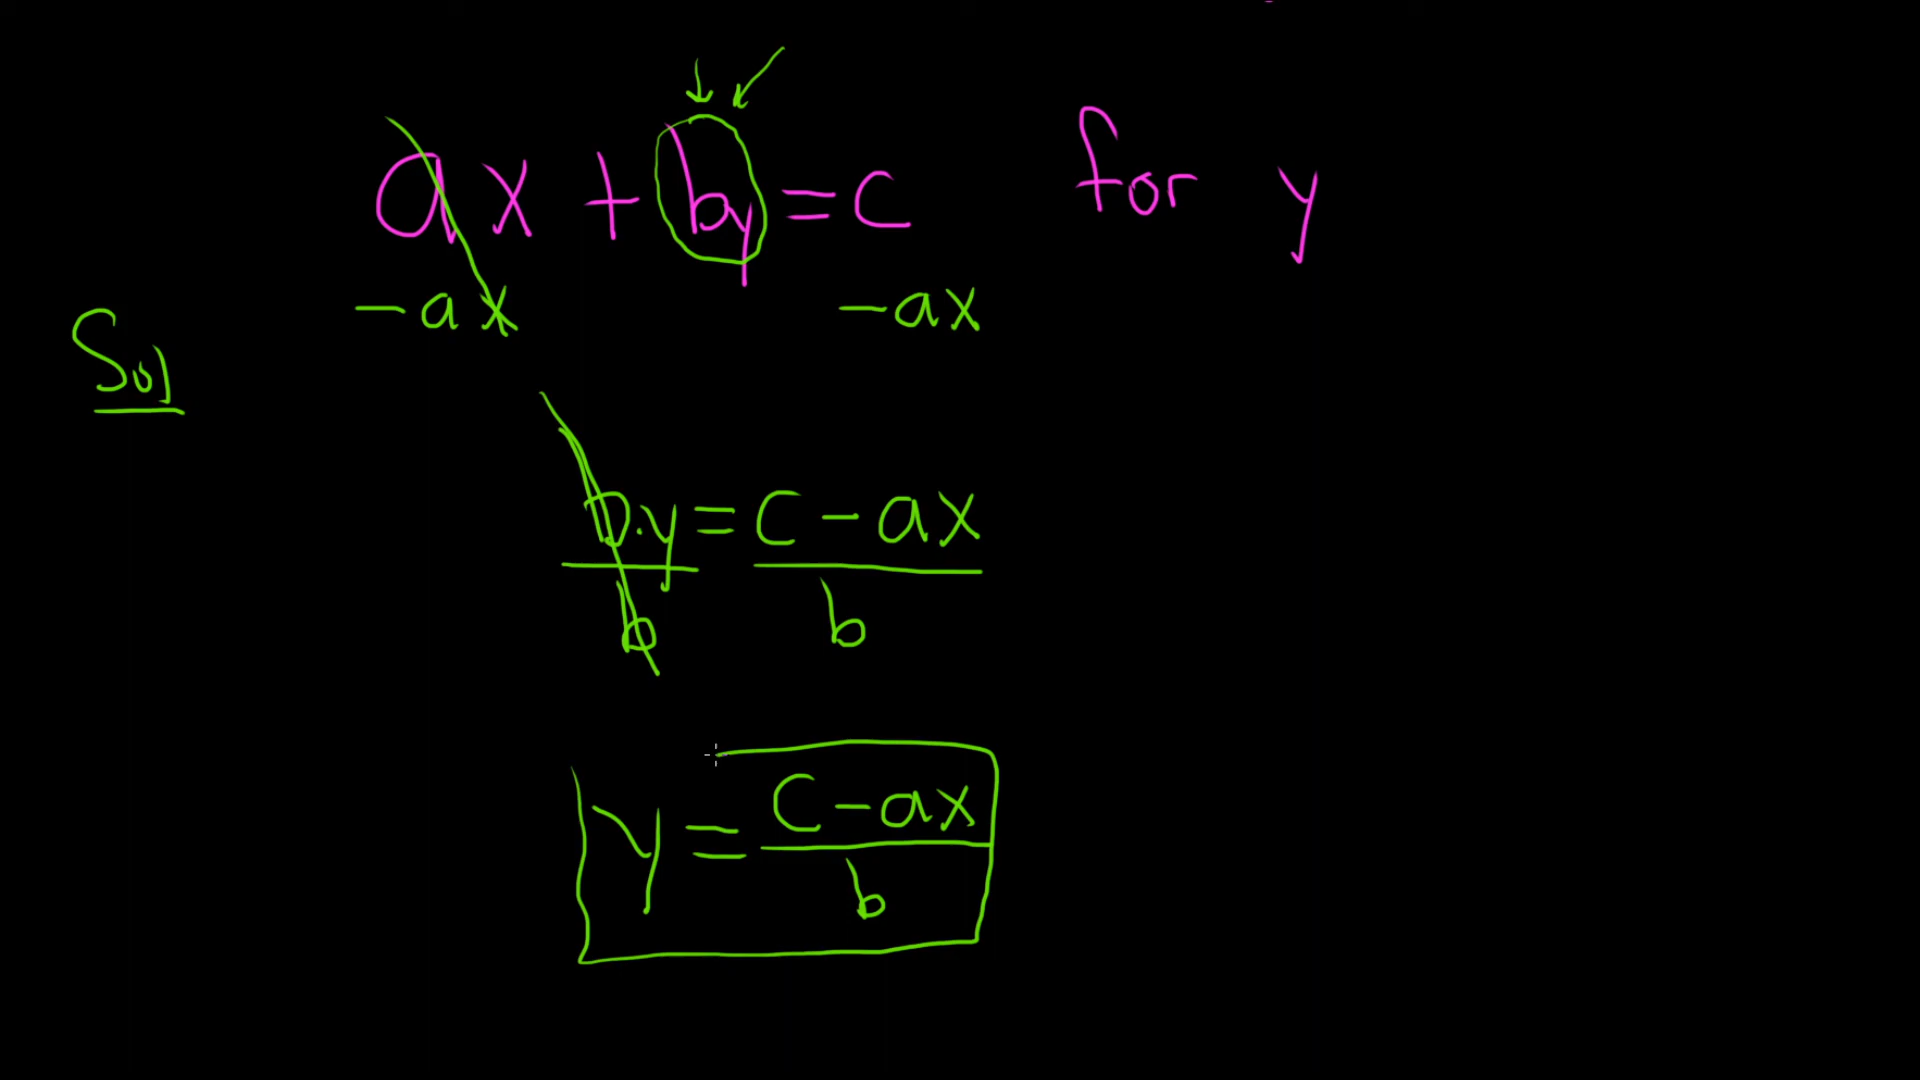 ax + by = c for y
-ax -ax
Sol
b·y = c - ax
b b
y = c - ax
b